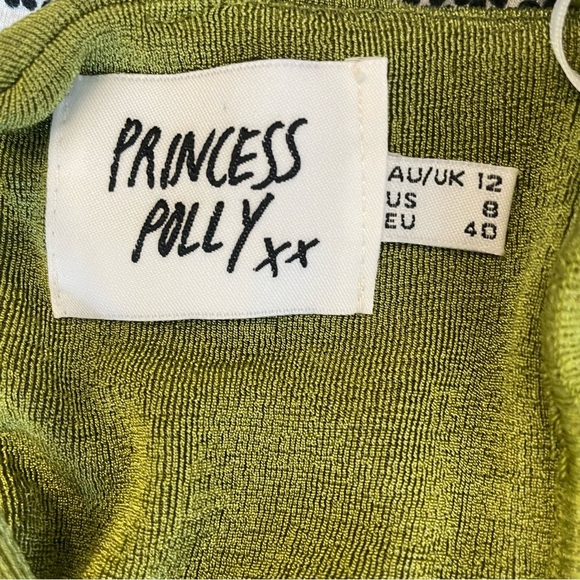 PRINCESS
POLLY xx
AU/UK 12
US 8
EU 40